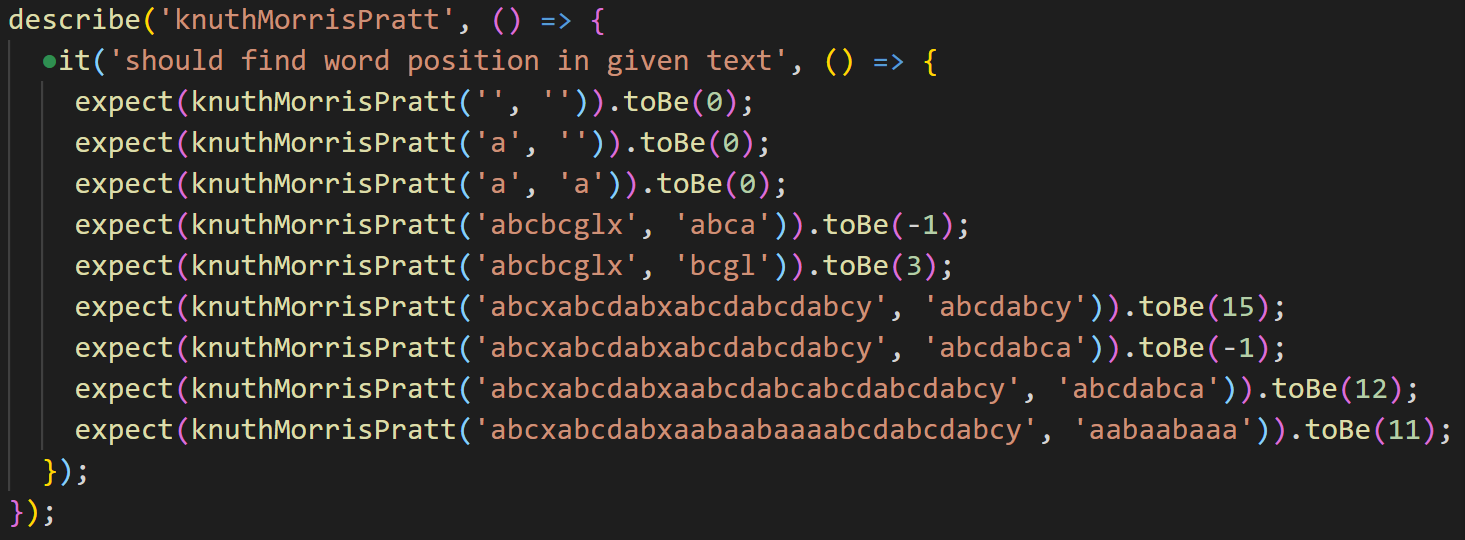 describe('knuthMorrisPratt', () => {
it('should find word position in given text', () => {
expect(knuthMorrisPratt('', '')).toBe(0);
expect(knuthMorrisPratt('a', '')).toBe(0);
expect(knuthMorrisPratt('a', 'a')).toBe(0);
expect(knuthMorrisPratt('abcbcglx', 'abca')).toBe(-1);
expect(knuthMorrisPratt('abcbcglx', 'bcgl')).toBe(3);
expect(knuthMorrisPratt('abcxabcdabxabcdabcdabcy', 'abcdabcy')).toBe(15);
expect(knuthMorrisPratt('abcxabcdabxabcdabcdabcy', 'abcdabca')).toBe(-1);
expect(knuthMorrisPratt('abcxabcdabxaabcdabcabcdabcdabcy', 'abcdabca')).toBe(12);
expect(knuthMorrisPratt('abcxabcdabxaabaabaaaabcdabcdabcy', 'aabaabaaa')).toBe(11);
});
});